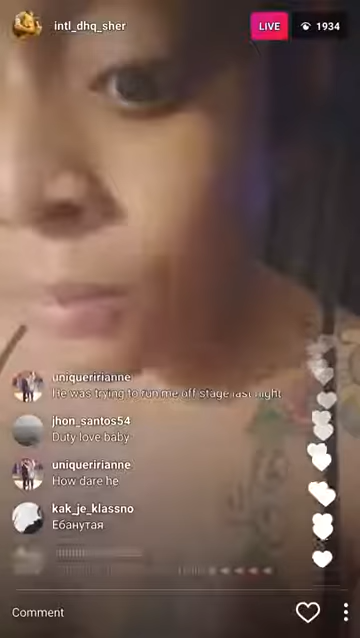 intl_dhq_sher
LIVE
1934
uniqueririanne
He was trying to run me off stage last night
jhon_santos54
Duty love baby
uniqueririanne
How dare he
kak_je_klassno
Ебанутая
Comment